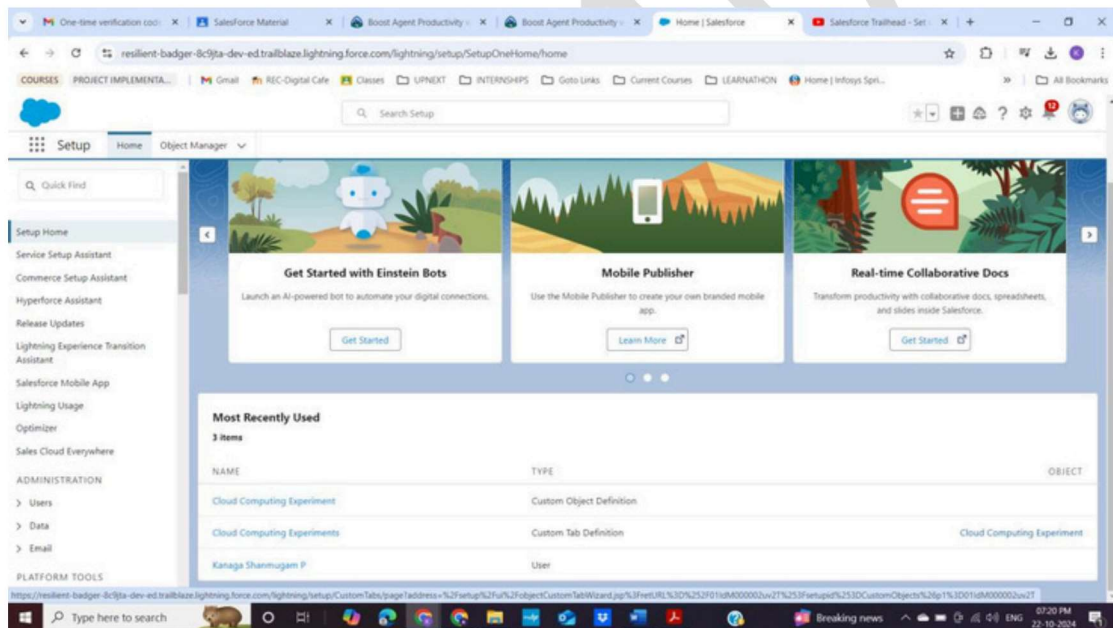 One-time verification code
SalesForce Material
Boost Agent Productivity
Boost Agent Productivity
Home | Salesforce
Salesforce Trailhead - Set
resilient-badger-8c9jta-dev-ed.trailblaze.lightning.force.com/lightning/setup/SetupOneHome/home
COURSES
PROJECT IMPLEMENTA...
Gmail
REC-Digital Cafe
Classes
UPNEXT
INTERNSHIPS
Goto Links
Current Courses
LEARNATHON
Home | Infosys Spri...
All Bookmarks
Search Setup
12
Setup
Home
Object Manager
Quick Find
Setup Home
Service Setup Assistant
Commerce Setup Assistant
Hyperforce Assistant
Release Updates
Lightning Experience Transition
Assistant
Salesforce Mobile App
Lightning Usage
Optimizer
Sales Cloud Everywhere
ADMINISTRATION
Users
Data
Email
PLATFORM TOOLS
Get Started with Einstein Bots
Launch an AI-powered bot to automate your digital connections.
Get Started
Mobile Publisher
Use the Mobile Publisher to create your own branded mobile
app.
Learn More
Real-time Collaborative Docs
Transform productivity with collaborative docs, spreadsheets,
and slides inside Salesforce.
Get Started
Most Recently Used
3 items
NAME TYPE OBJECT
Cloud Computing Experiment Custom Object Definition
Cloud Computing Experiments Custom Tab Definition Cloud Computing Experiment
Kanaga Shanmugam P User
Type here to search
Breaking news
ENG
07:20 PM
22-10-2024